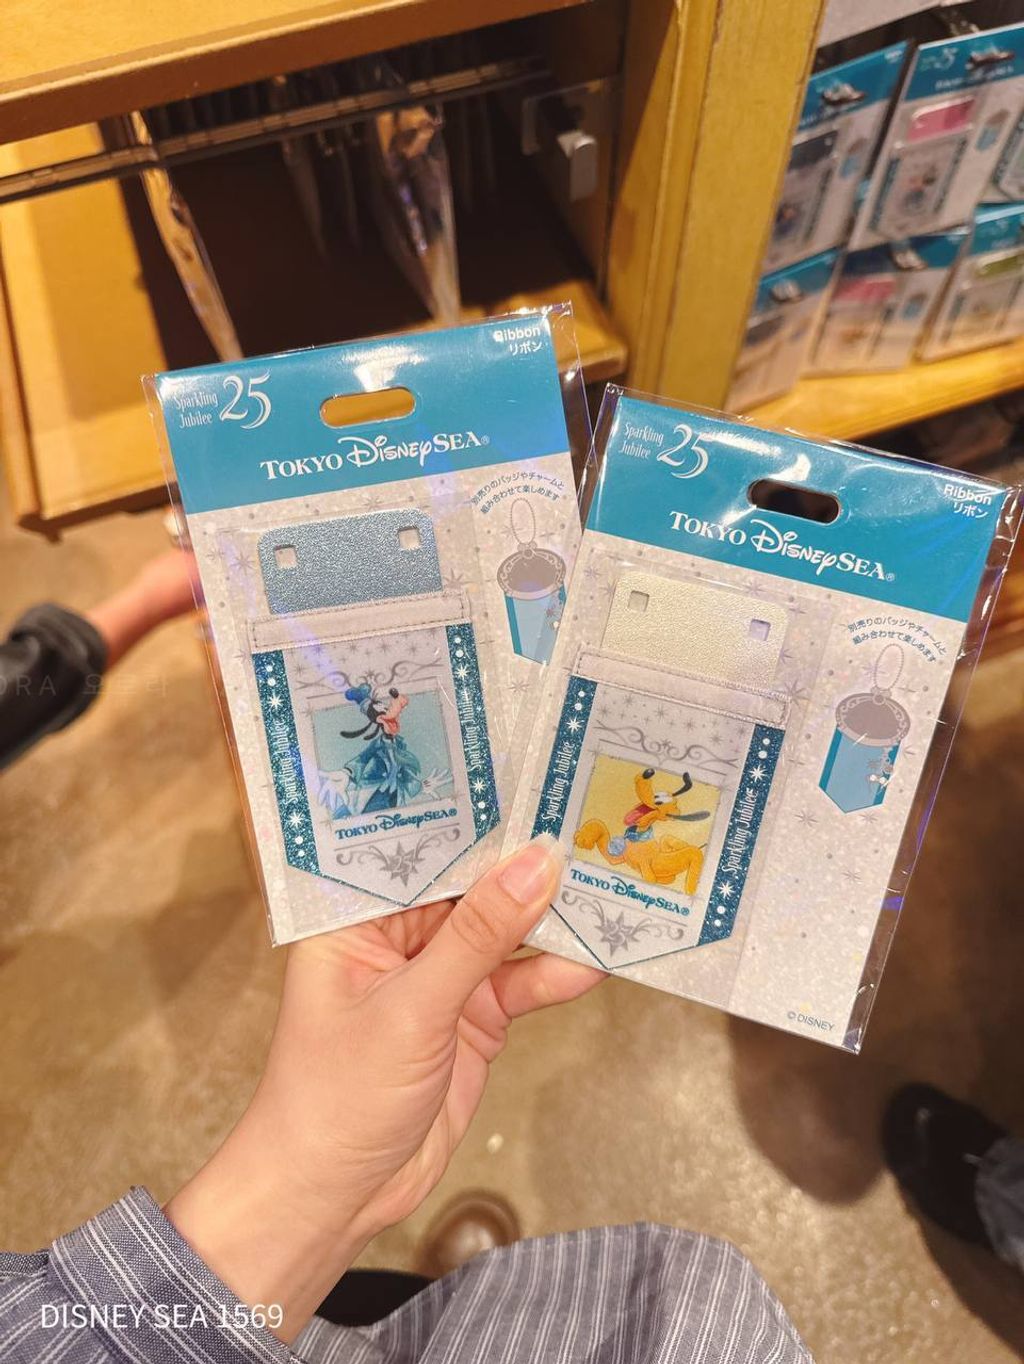 Sparkling
Jubilee 25
Ribbon
リボン
TOKYO DisneySEA®
別売りのバッジやチャームと
組み合わせて楽しめます
Sparkling Jubilee
Sparkling Jubilee
TOKYO DisneySEA®
25
Sparkling
Jubilee 25
Ribbon
リボン
TOKYO DisneySEA®
別売りのバッジやチャームと
組み合わせて楽しめます
Sparkling Jubilee
Sparkling Jubilee
TOKYO DisneySEA®
25
© DISNEY
25
DISNEY SEA 1569